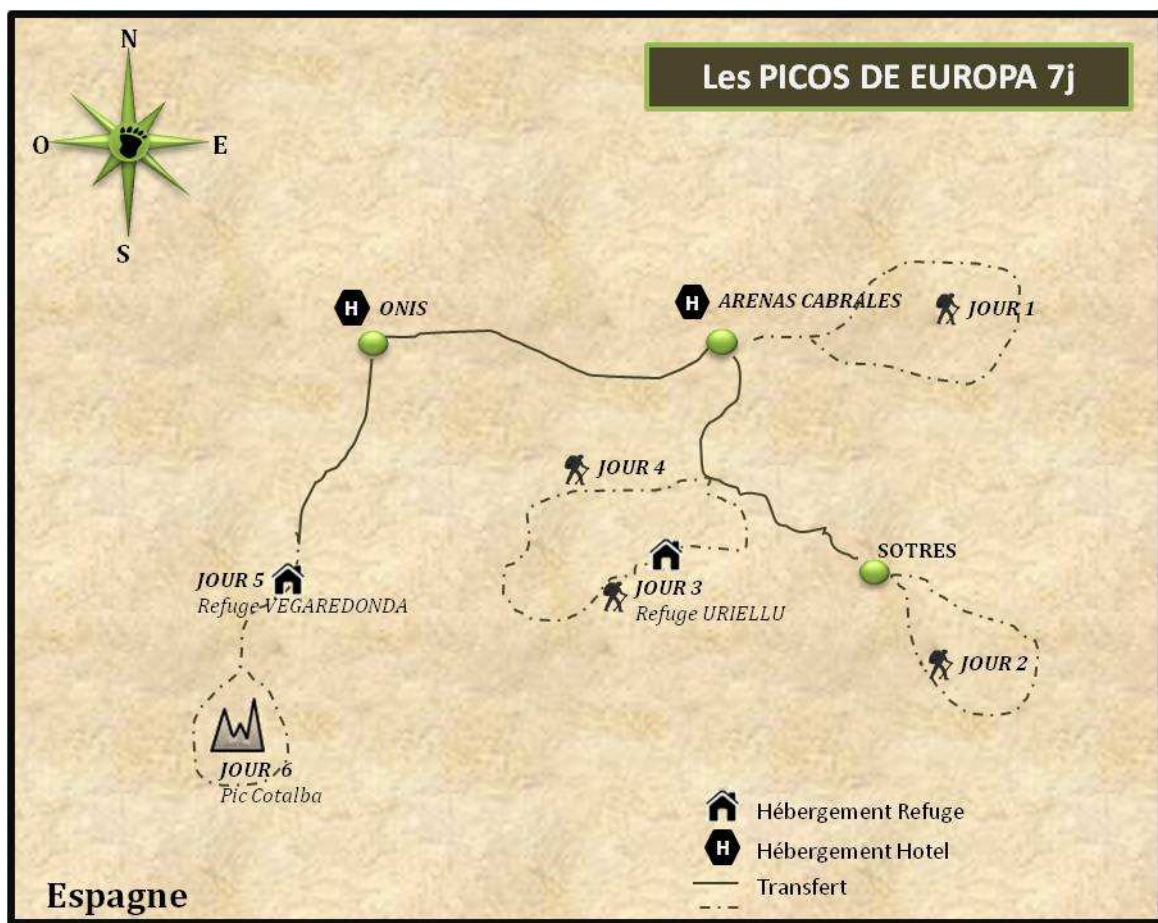 N
Les PICOS DE EUROPA 7j
O
E
S
H ONIS
H ARENAS CABRALES
JOUR 1
JOUR 4
SOTRES
JOUR 5
Refuge VEGAREDONDA
JOUR 3
Refuge URIELLU
JOUR 2
JOUR 6
Pic Cotalba
Hébergement Refuge
H Hébergement Hotel
Transfert
Espagne